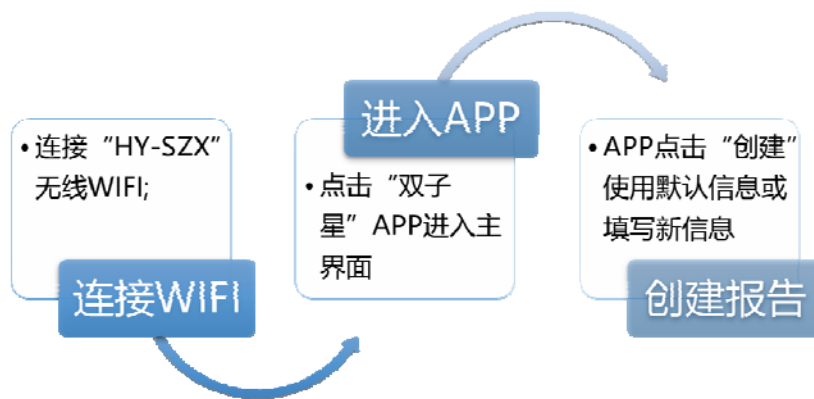 • 连接“HY-SZX”
无线WIFI;
连接WIFI
进入APP
• 点击“双子
星”APP进入主
界面
• APP点击“创建”
使用默认信息或
填写新信息
创建报告